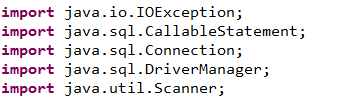 import java.io.IOException;
import java.sql.CallableStatement;
import java.sql.Connection;
import java.sql.DriverManager;
import java.util.Scanner;